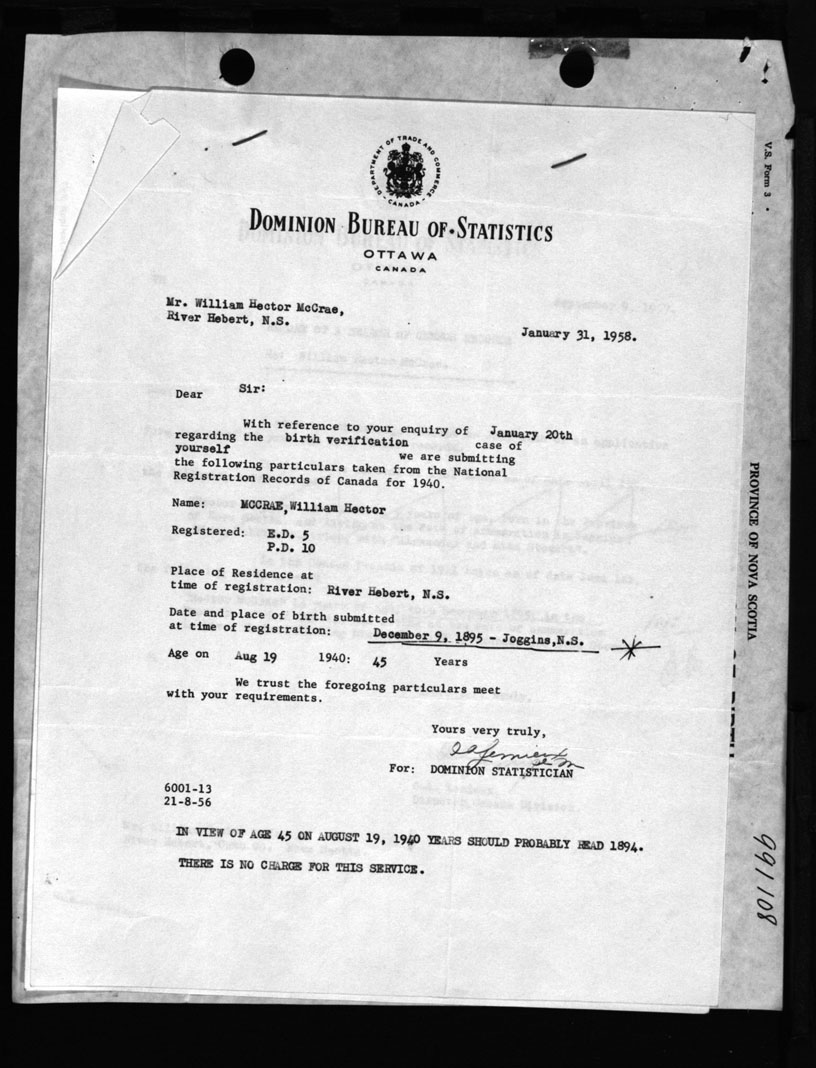 DEPARTMENT OF TRADE AND COMMERCE
- CANADA -
DOMINION BUREAU OF STATISTICS
OTTAWA
CANADA
Mr. William Hector McCrae,
River Hebert, N.S.
January 31, 1958.
Dear Sir:
With reference to your enquiry of January 20th
regarding the birth verification case of
yourself we are submitting
the following particulars taken from the National
Registration Records of Canada for 1940.
Name: MCCRAE, William Hector
Registered: E.D. 5
P.D. 10
Place of Residence at
time of registration: River Hebert, N.S.
Date and place of birth submitted
at time of registration: December 9, 1895 - Joggins, N.S.
Age on Aug 19 1940: 45 Years
We trust the foregoing particulars meet
with your requirements.
Yours very truly,
For: DOMINION STATISTICIAN
6001-13
21-8-56
IN VIEW OF AGE 45 ON AUGUST 19, 1940 YEARS SHOULD PROBABLY READ 1894.
THERE IS NO CHARGE FOR THIS SERVICE.
V.S. Form 3
PROVINCE OF NOVA SCOTIA
991108